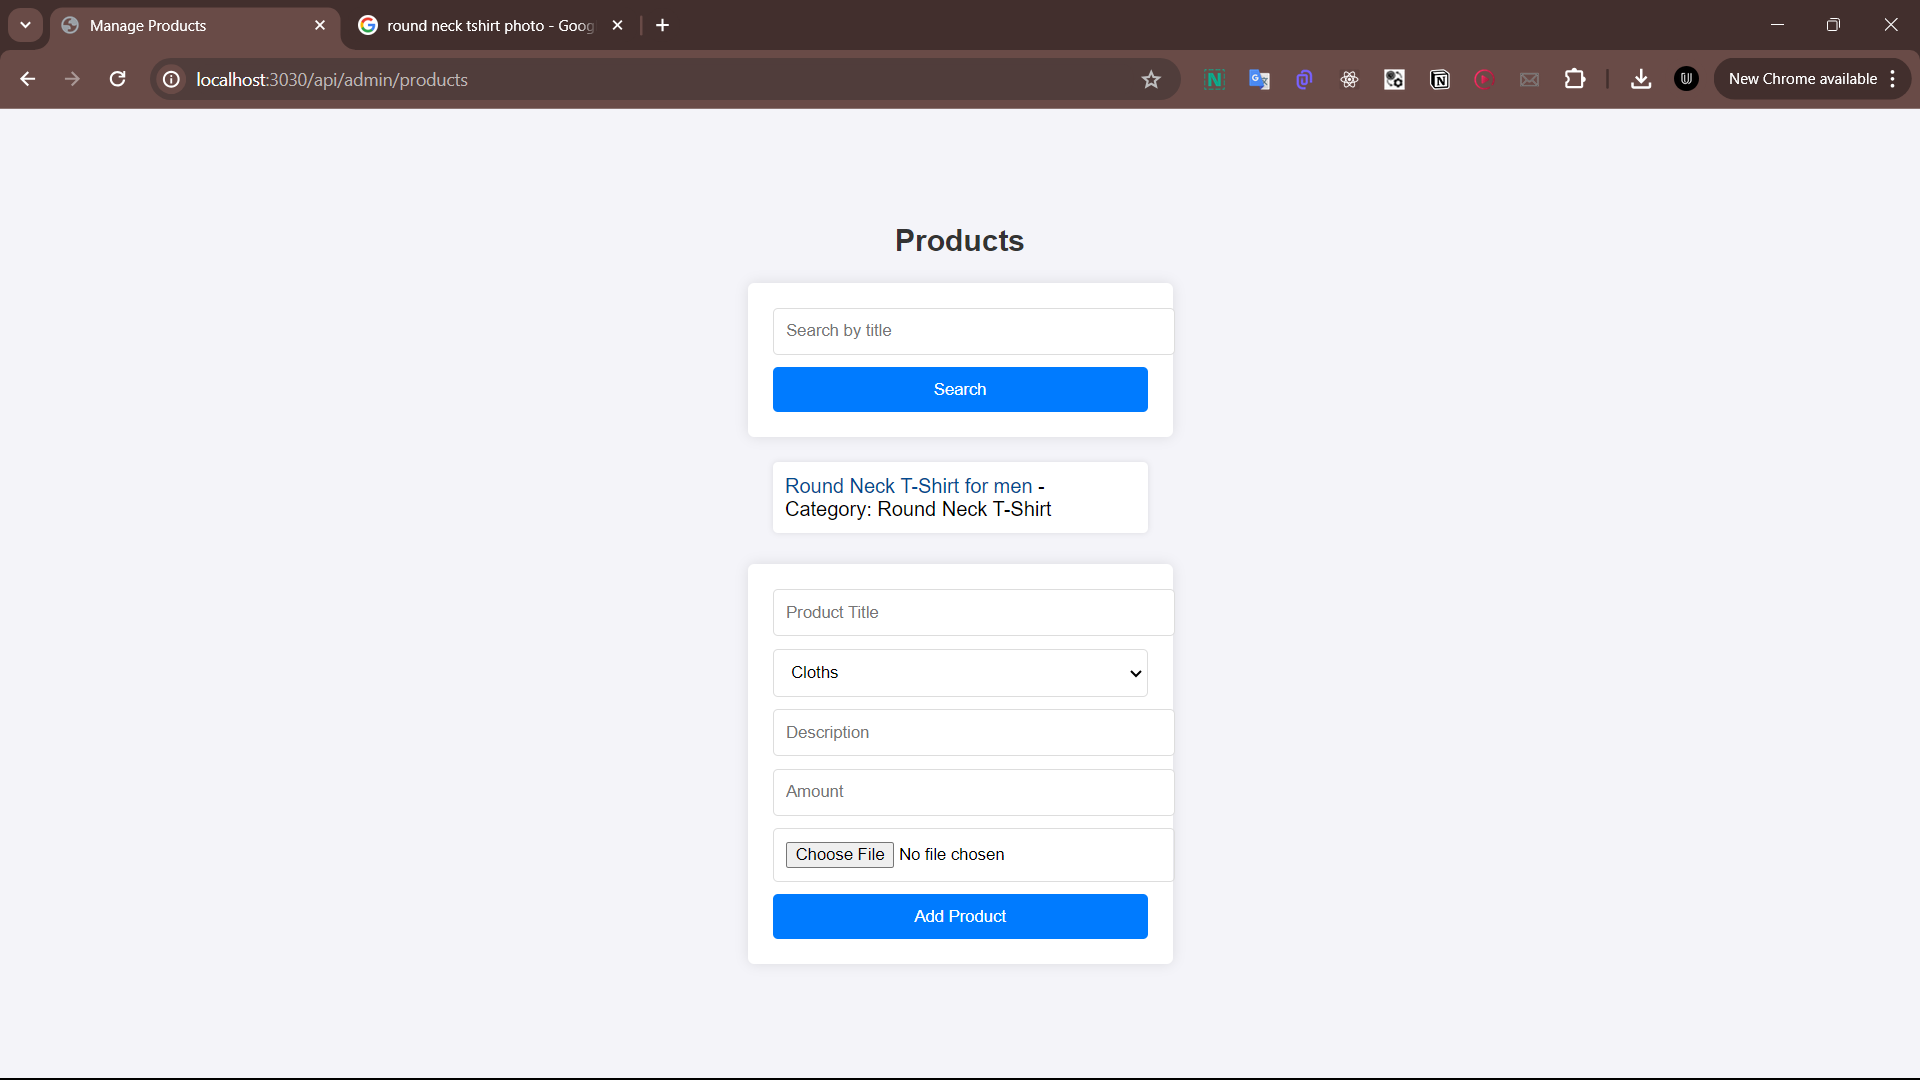 Manage Products
round neck tshirt photo - Goog
localhost:3030/api/admin/products
New Chrome available
Products
Search by title
Search
Round Neck T-Shirt for men -
Category: Round Neck T-Shirt
Product Title
Cloths
Description
Amount
Choose File No file chosen
Add Product